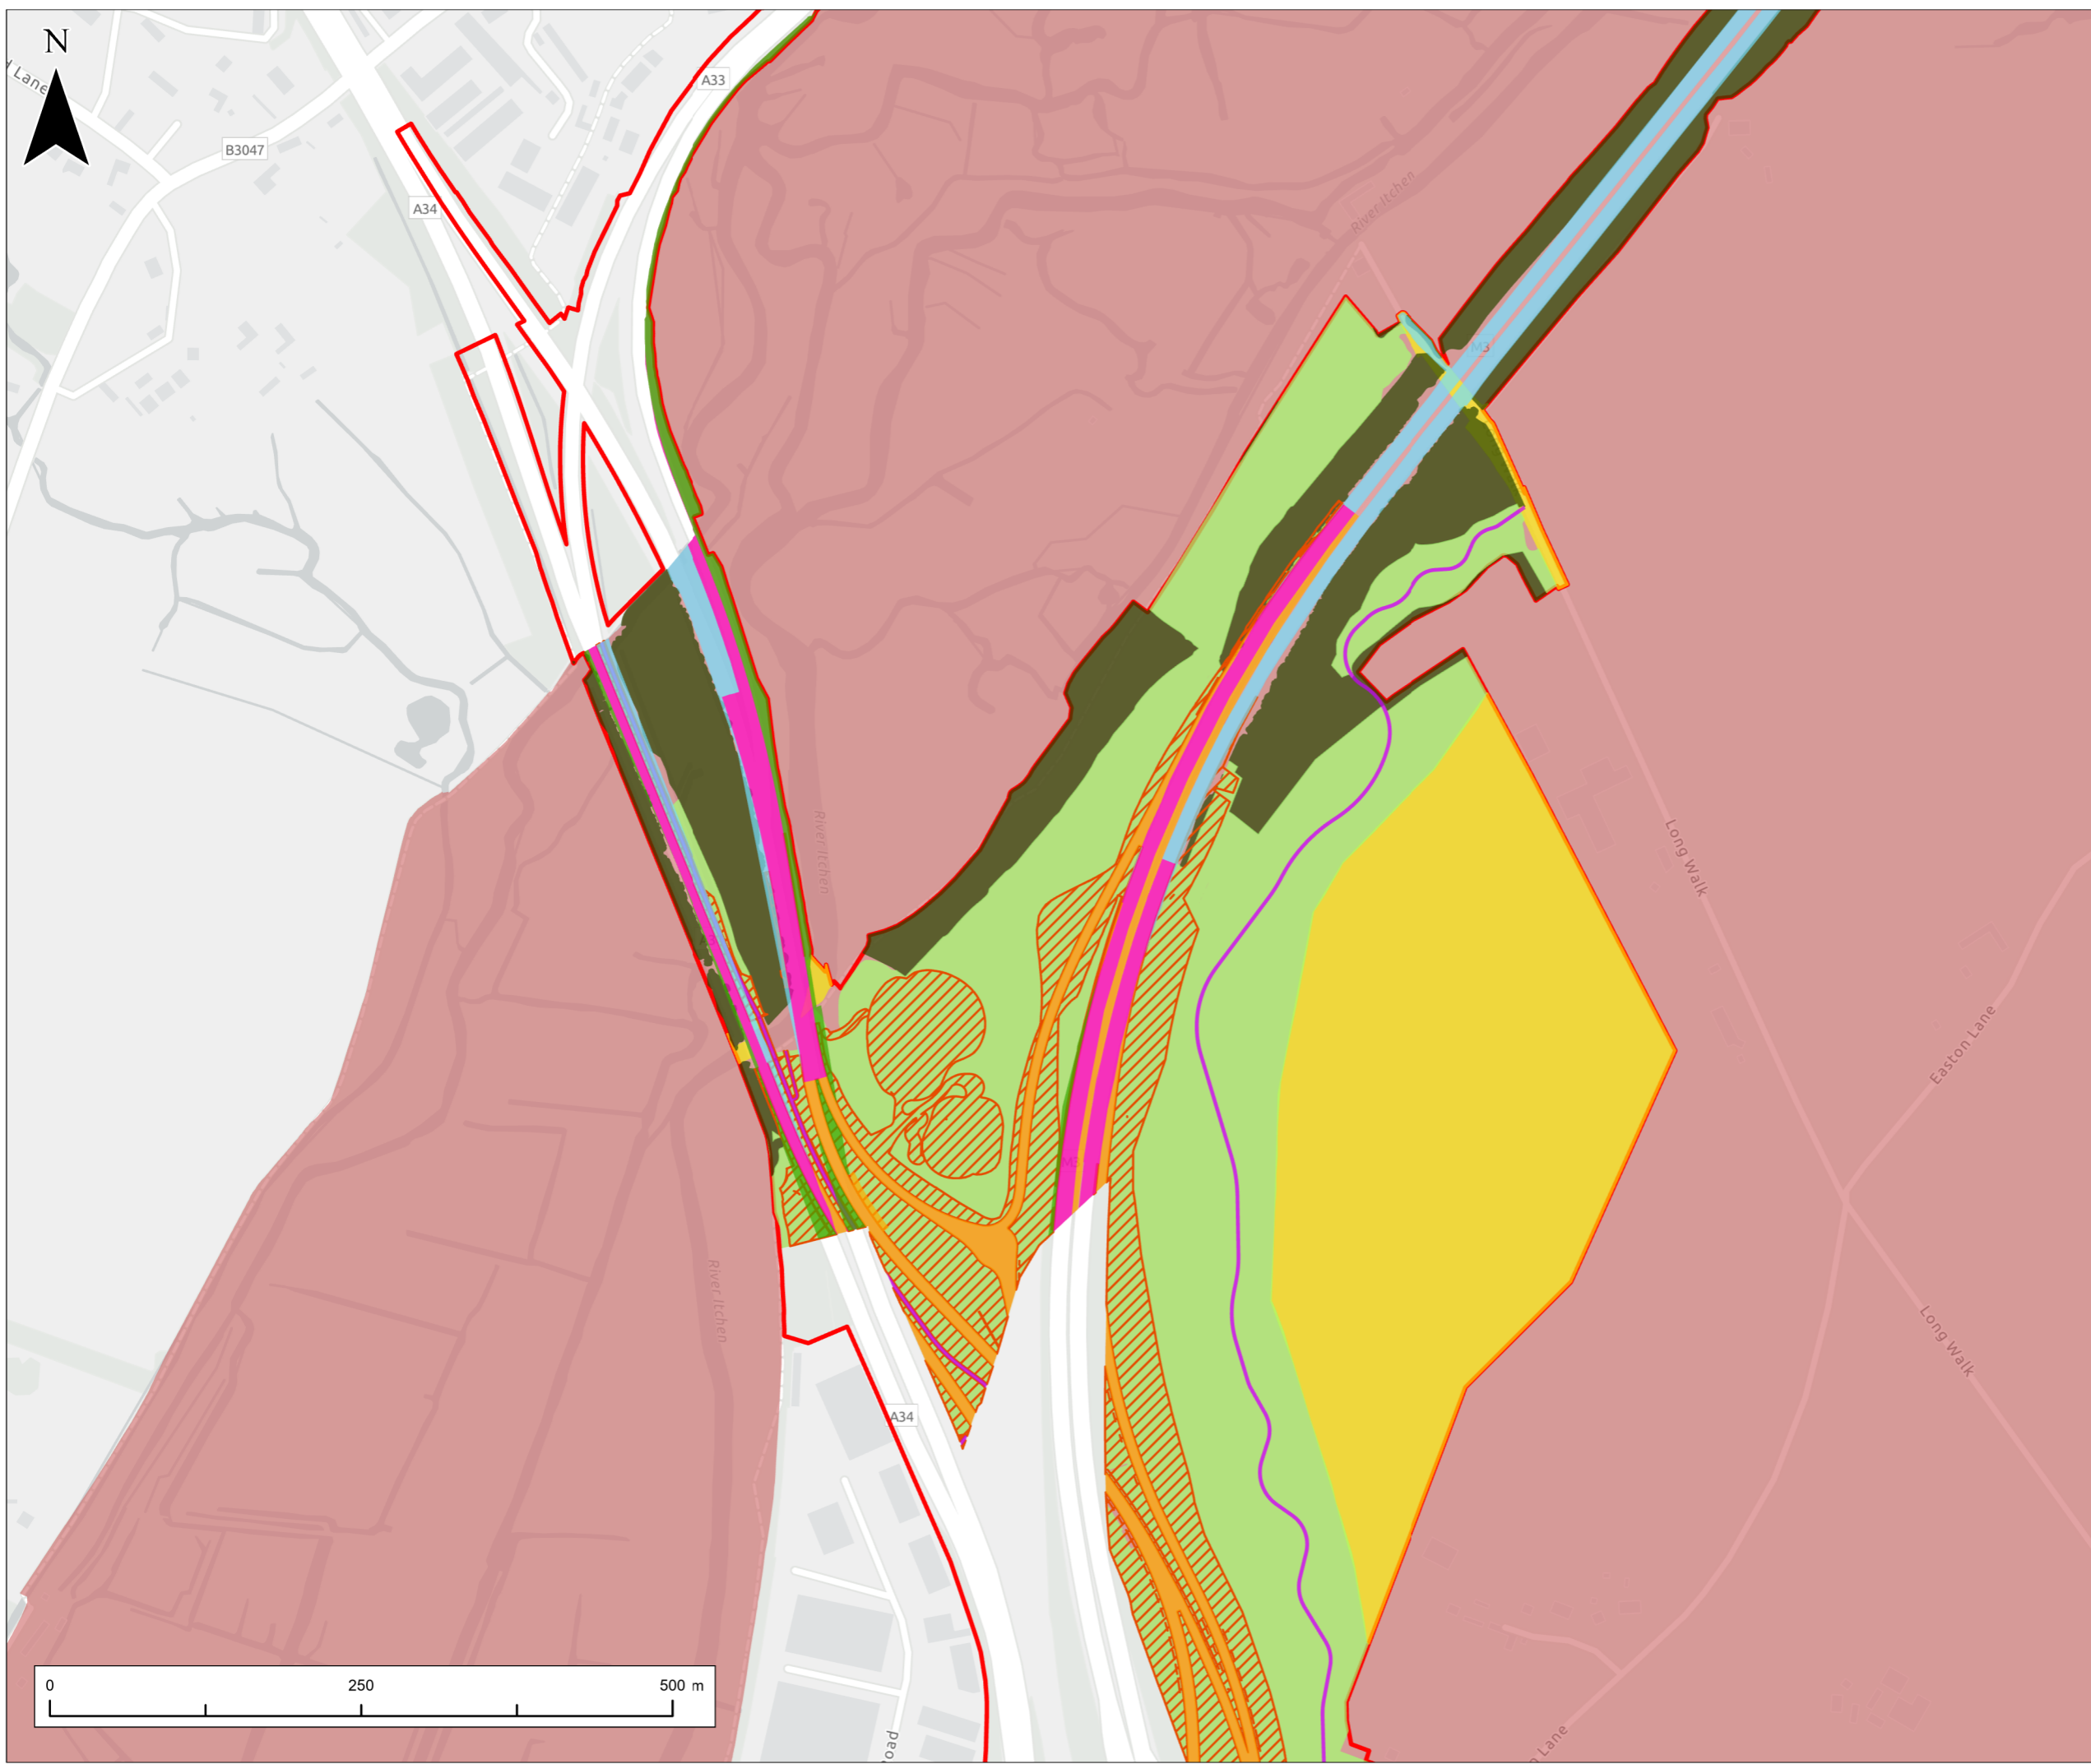 N
A33
d Lane
B3047
A34
River Itchen
M3
River Itchen
Long Walk
Easton Lane
M3
River Itchen
Long Walk
A34
0 250 500 m
oad
n Lane